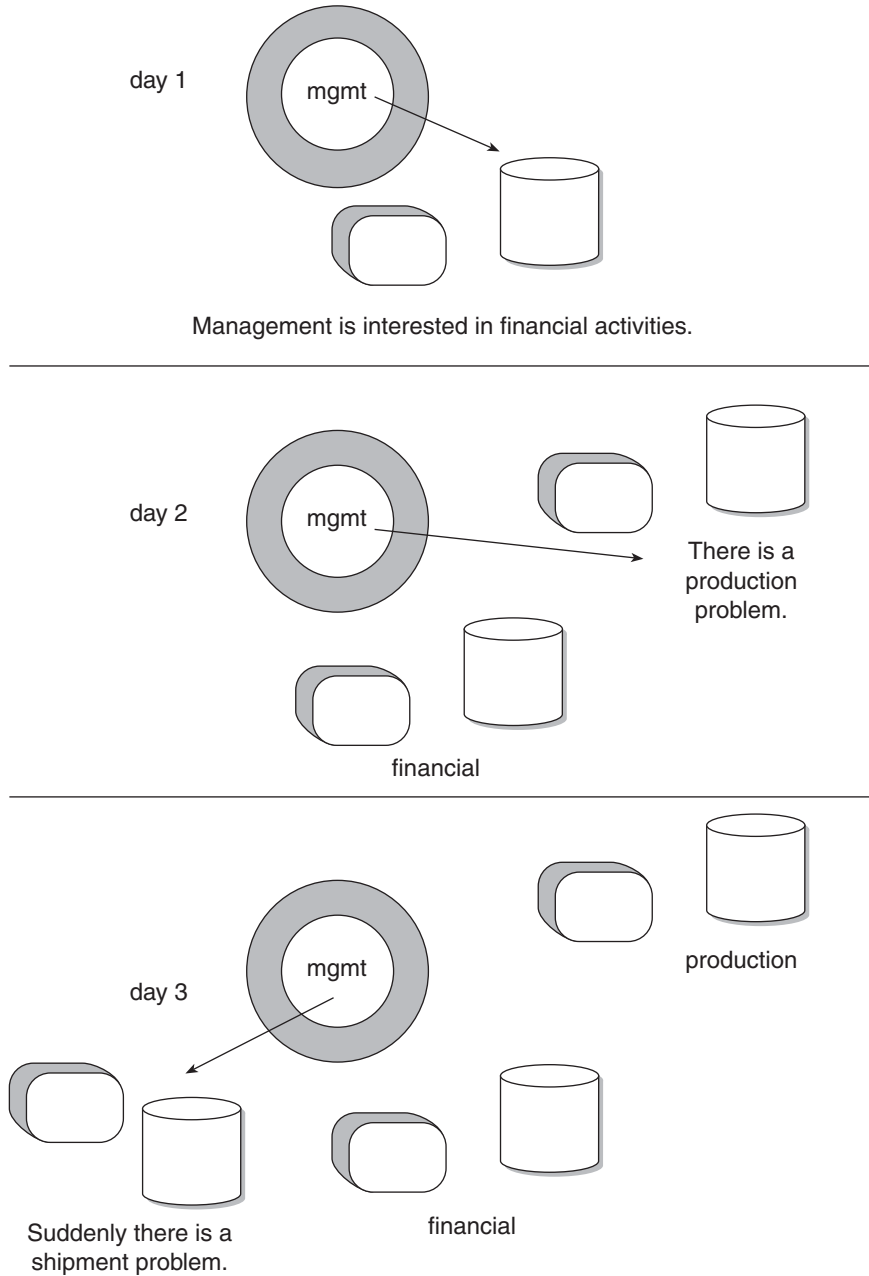 day 1
mgmt
Management is interested in financial activities.
day 2
mgmt
There is a
production
problem.
financial
production
mgmt
day 3
financial
Suddenly there is a
shipment problem.